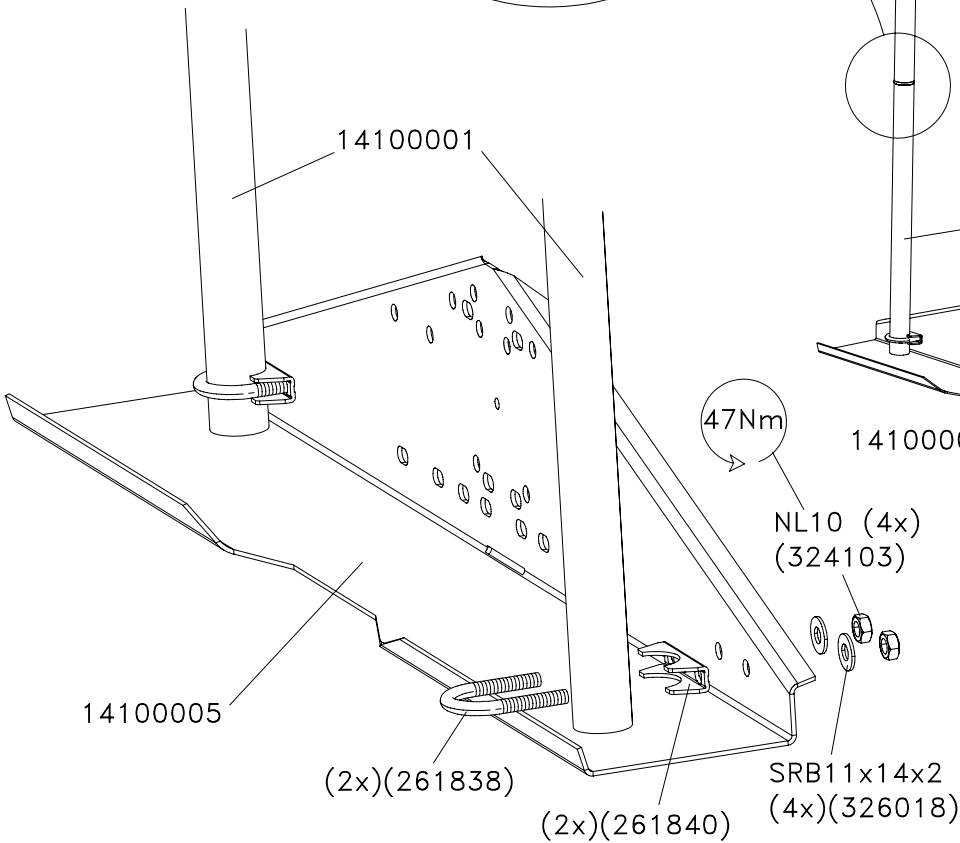 14100001
47Nm
NL10 (4x)
(324103)
14100005
(2x)(261838)
(2x)(261840)
SRB11x14x2
(4x)(326018)